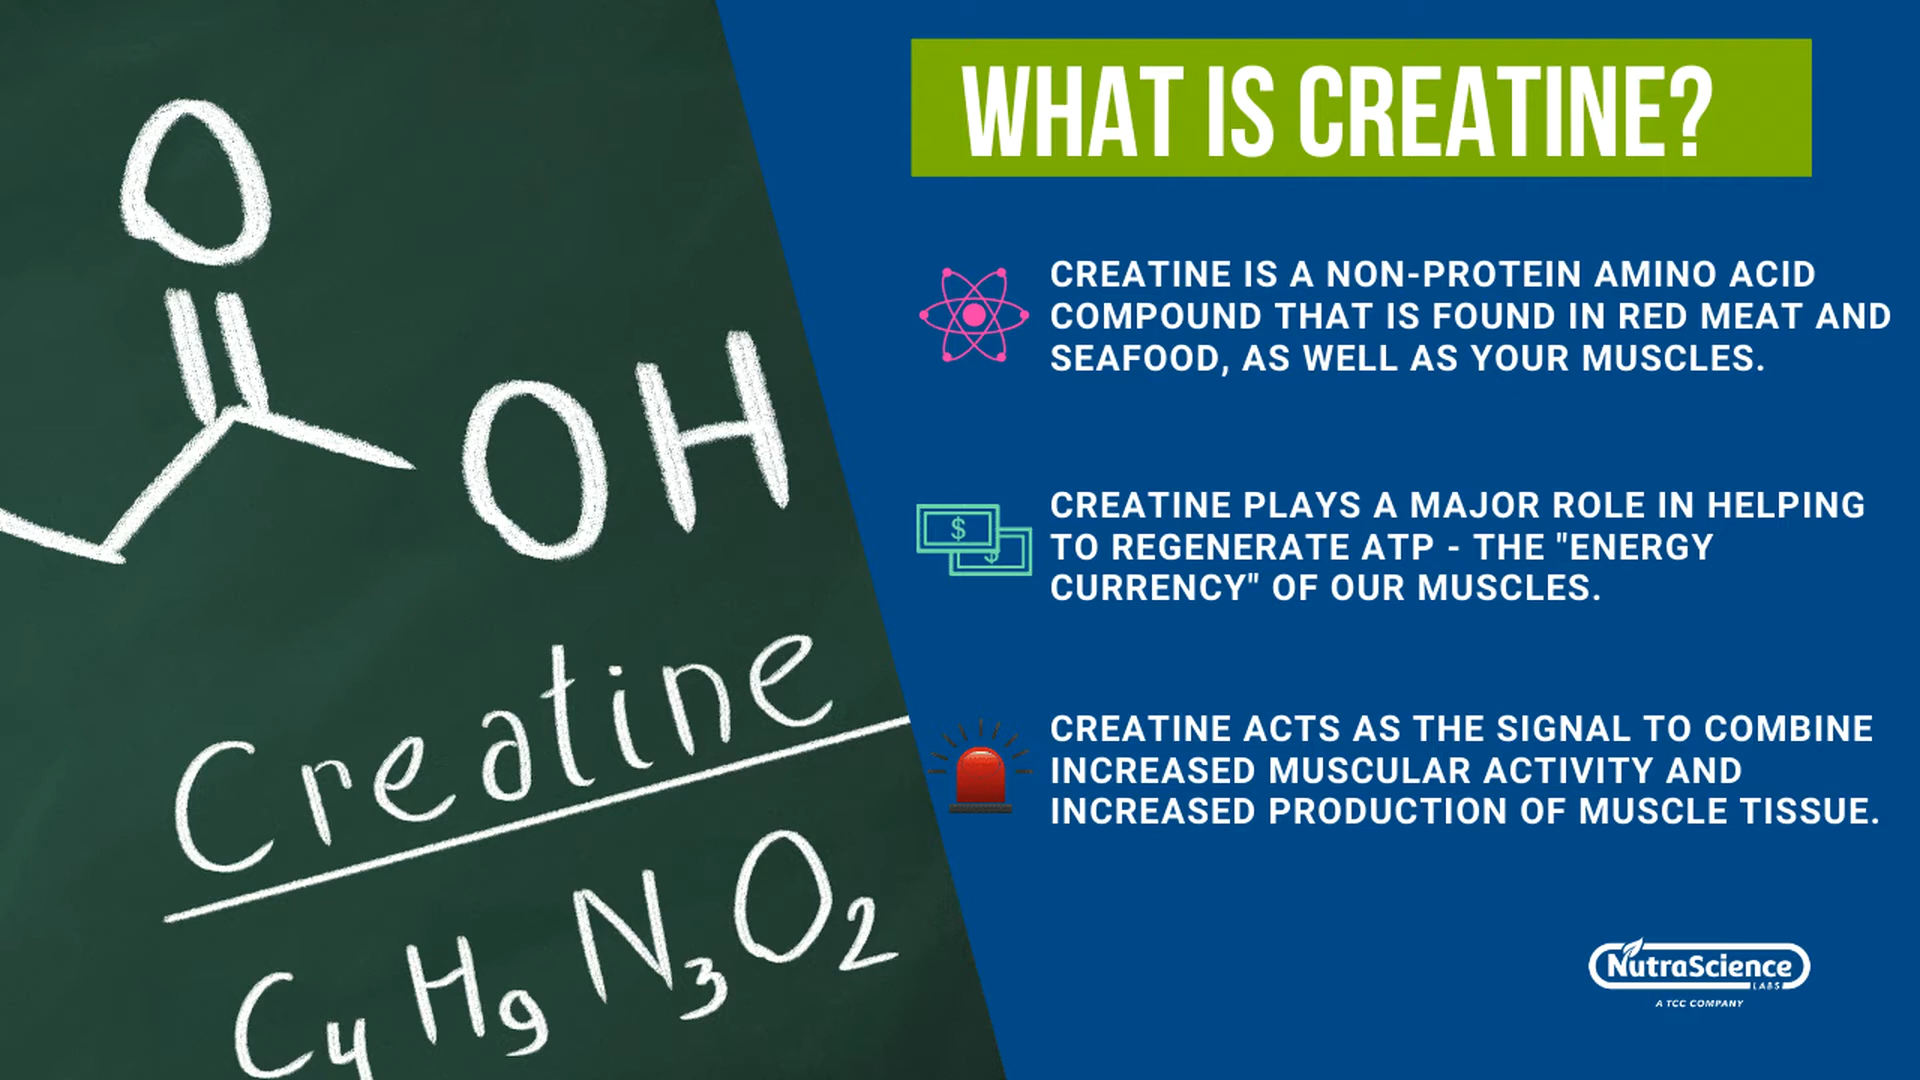 O
OH
Creatine
C4H9N3O2
WHAT IS CREATINE?
CREATINE IS A NON-PROTEIN AMINO ACID
COMPOUND THAT IS FOUND IN RED MEAT AND
SEAFOOD, AS WELL AS YOUR MUSCLES.
$
$
CREATINE PLAYS A MAJOR ROLE IN HELPING
TO REGENERATE ATP - THE "ENERGY
CURRENCY" OF OUR MUSCLES.
CREATINE ACTS AS THE SIGNAL TO COMBINE
INCREASED MUSCULAR ACTIVITY AND
INCREASED PRODUCTION OF MUSCLE TISSUE.
NutraScience
LABS
A TCC COMPANY